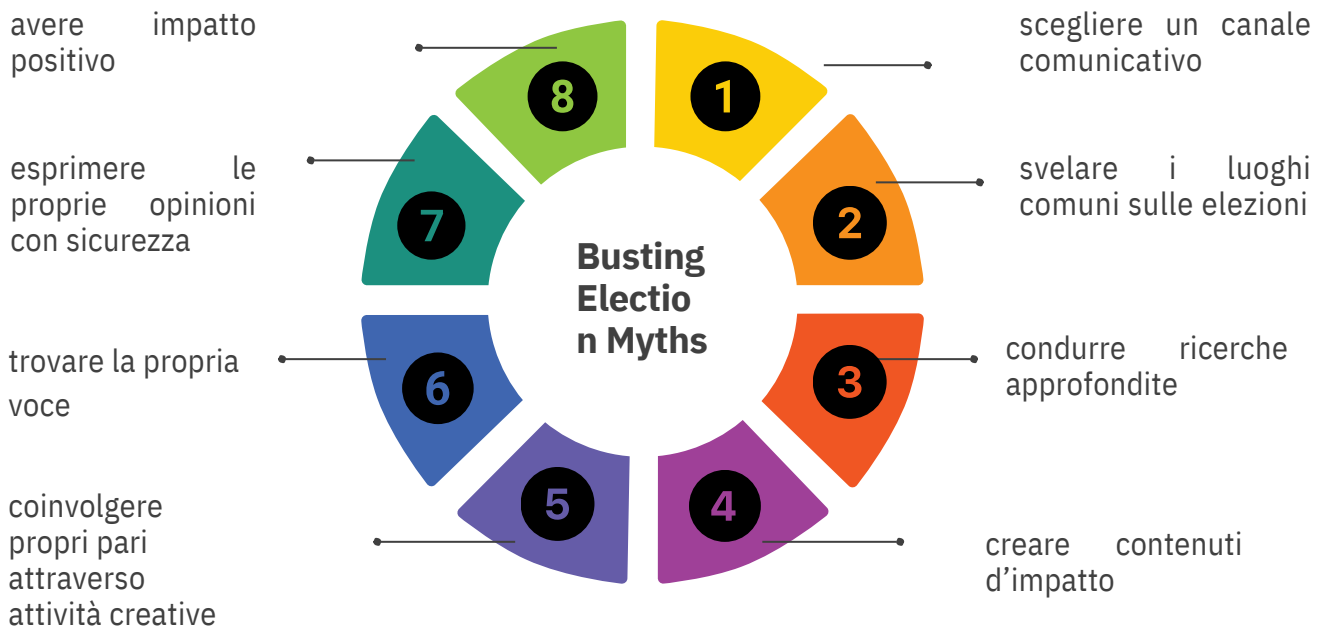 avere impatto
positivo
8
1
scegliere un canale
comunicativo
esprimere le
proprie opinioni
con sicurezza
7
2
svelare i luoghi
comuni sulle elezioni
Busting
Electio
n Myths
trovare la propria
voce
6
3
condurre ricerche
approfondite
coinvolgere
propri pari
attraverso
attività creative
5
4
creare contenuti
d’impatto